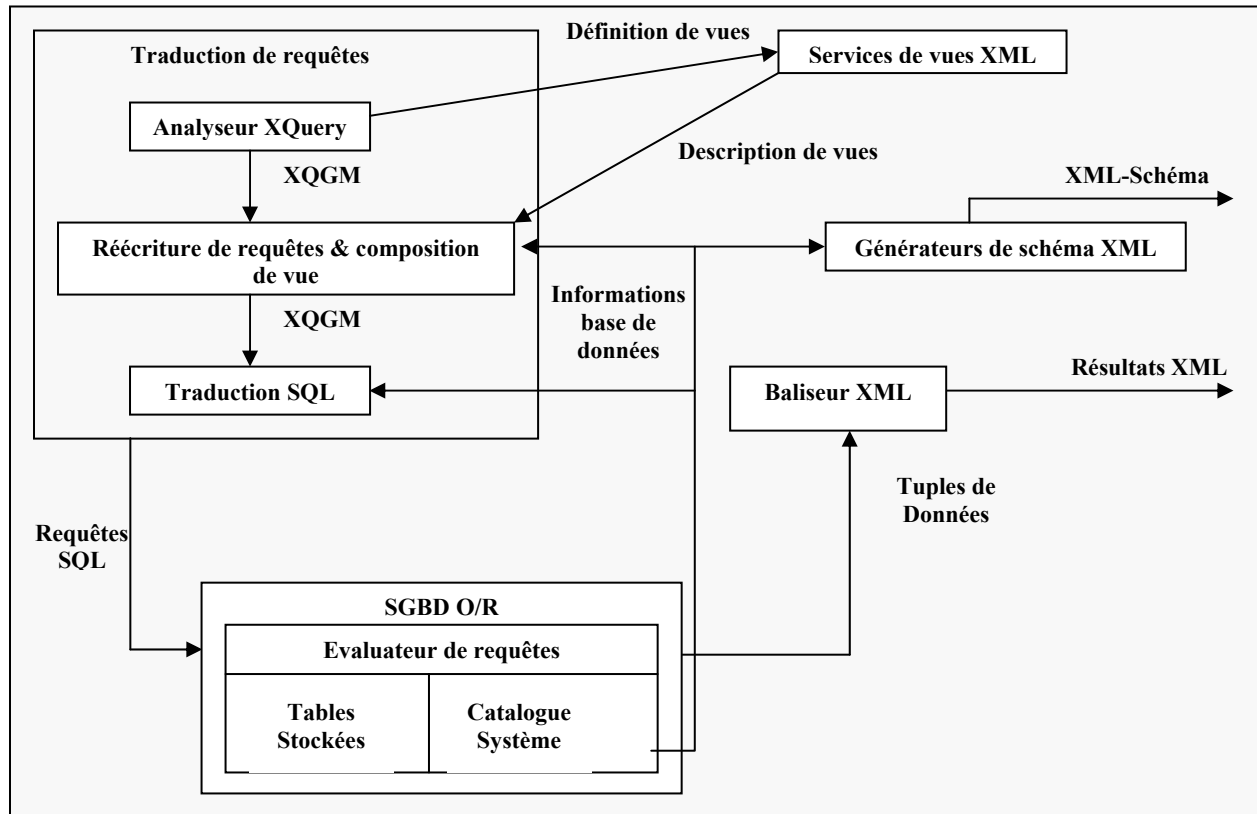 Définition de vues
Traduction de requêtes
Services de vues XML
Analyseur XQuery
Description de vues
XQGM
XML-Schéma
Réécriture de requêtes & composition
de vue
Générateurs de schéma XML
Informations
base de
données
XQGM
Résultats XML
Traduction SQL
Baliseur XML
Tuples de
Données
Requêtes
SQL
SGBD O/R
Evaluateur de requêtes
Tables
Stockées
Catalogue
Système